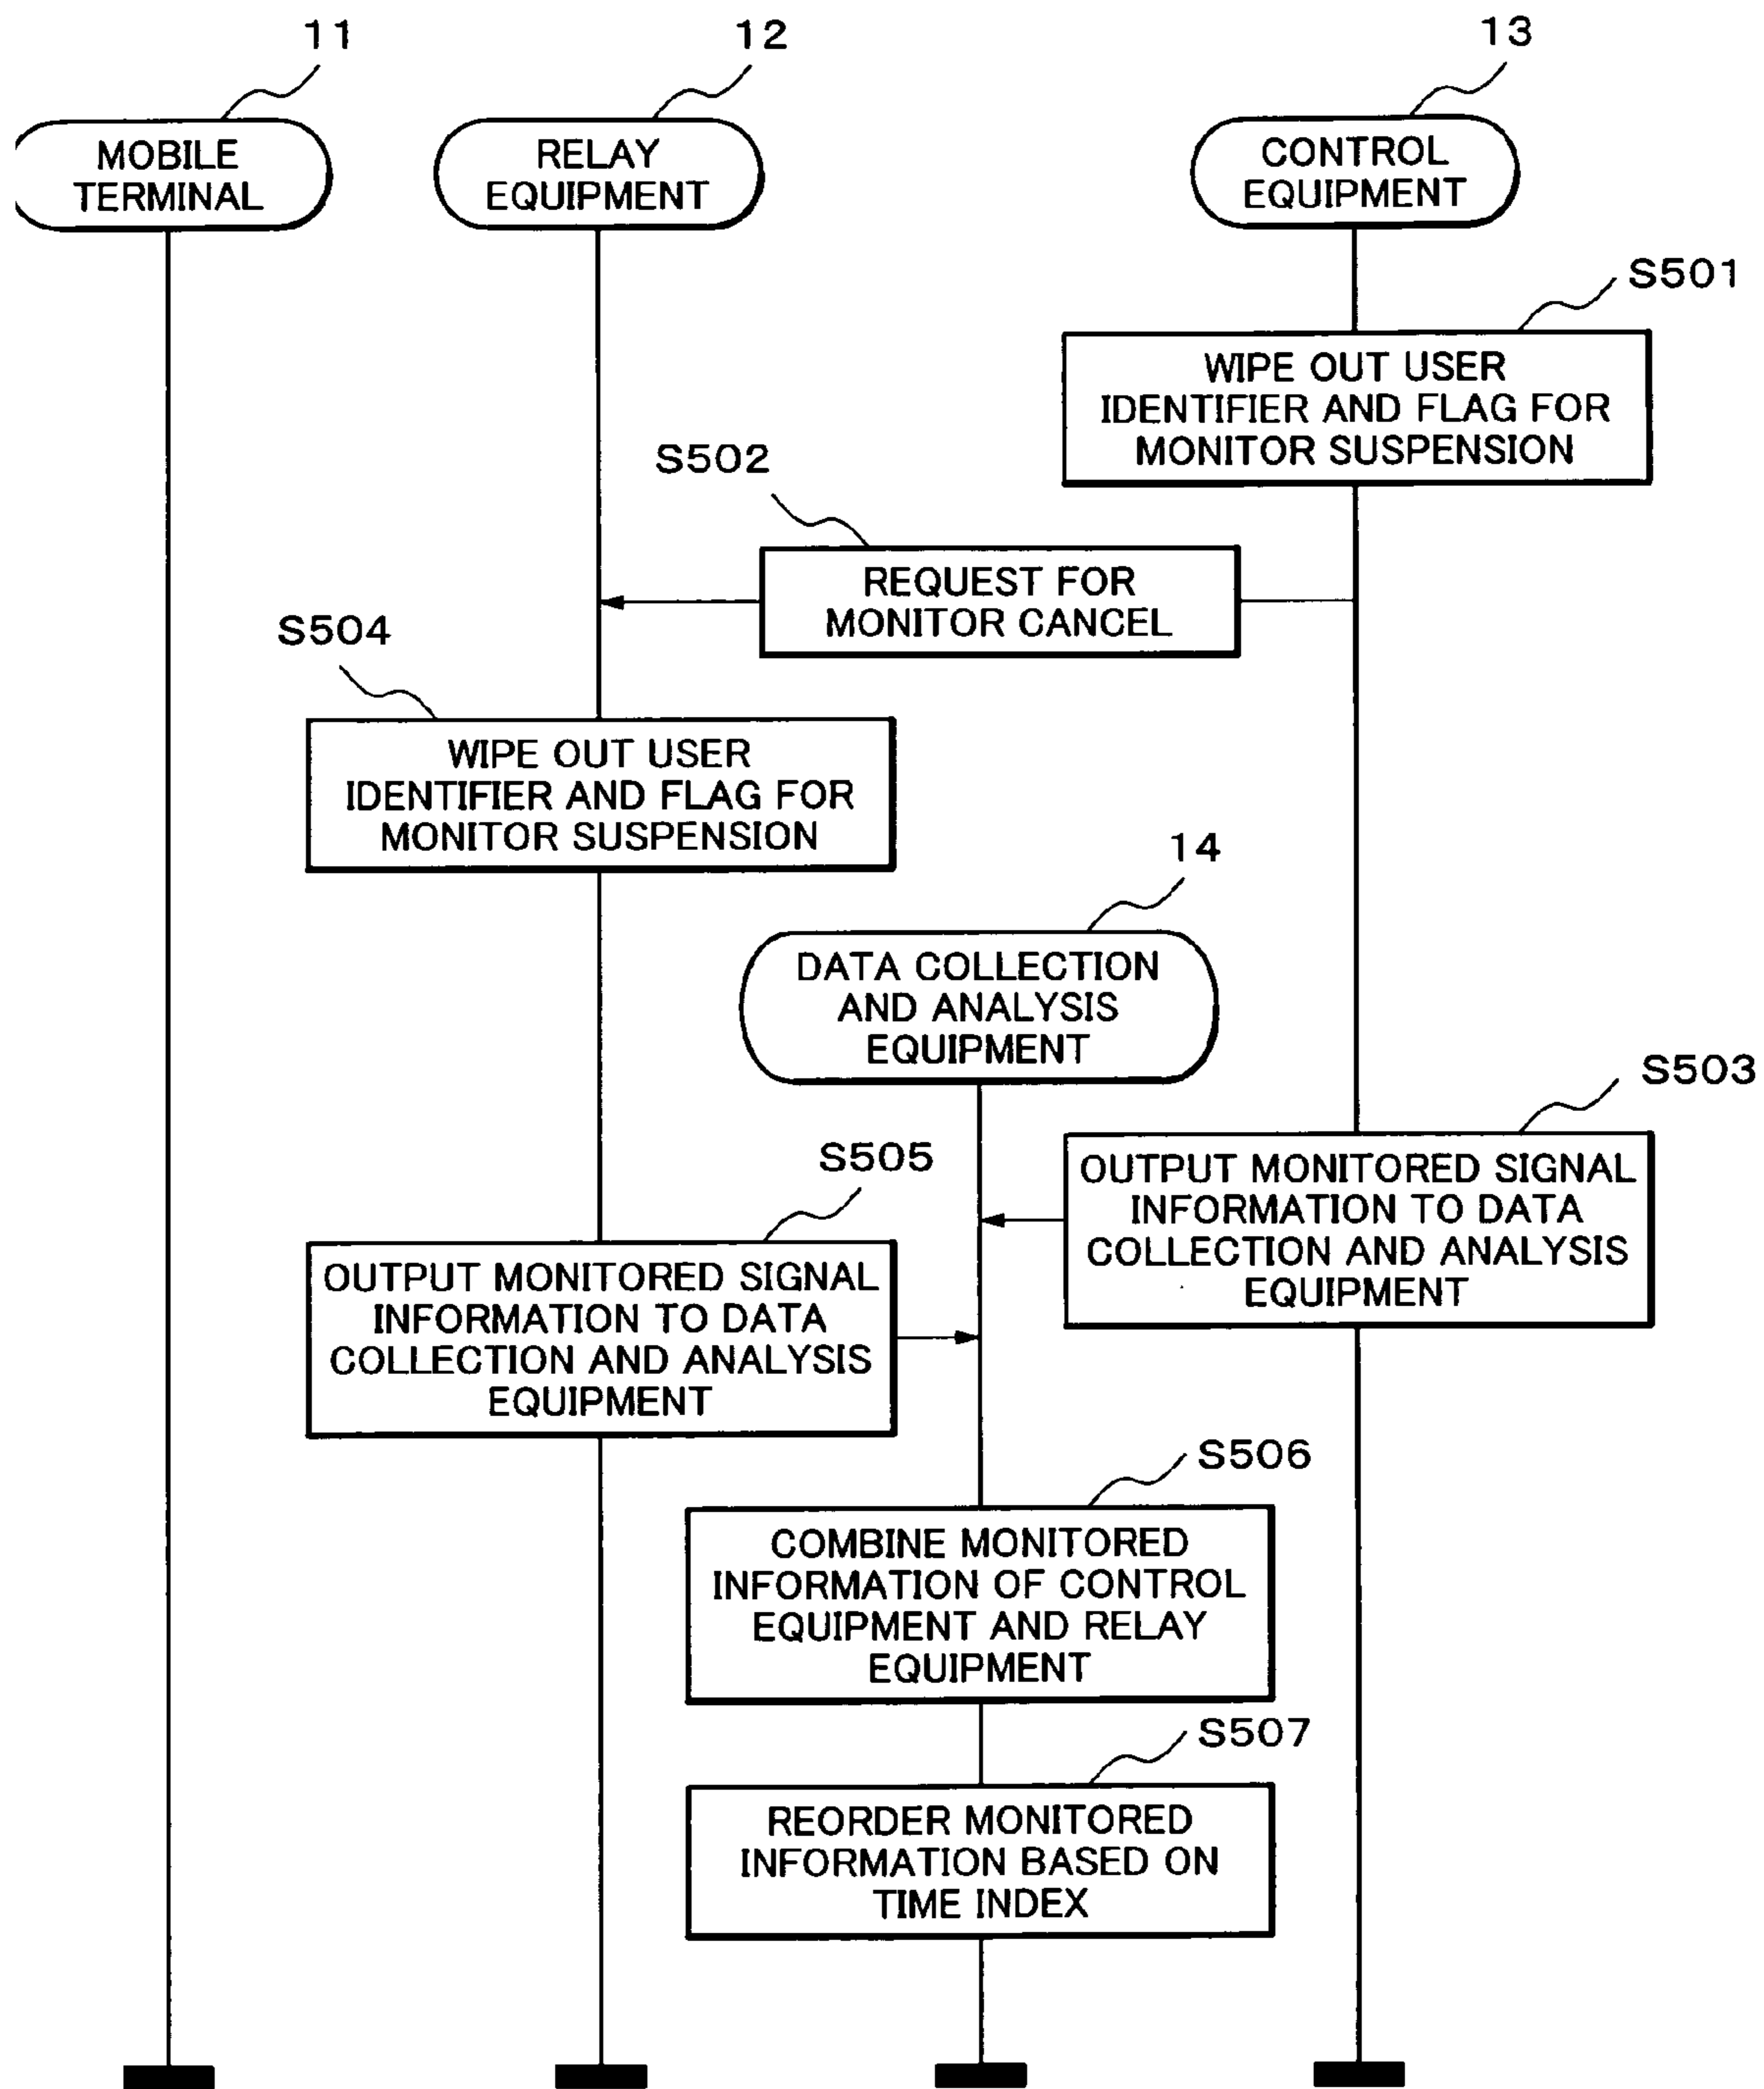 11
12
13
MOBILE
TERMINAL
RELAY
EQUIPMENT
CONTROL
EQUIPMENT
S501
WIPE OUT USER
IDENTIFIER AND FLAG FOR
MONITOR SUSPENSION
S502
REQUEST FOR
MONITOR CANCEL
S504
WIPE OUT USER
IDENTIFIER AND FLAG FOR
MONITOR SUSPENSION
14
DATA COLLECTION
AND ANALYSIS
EQUIPMENT
S503
OUTPUT MONITORED SIGNAL
INFORMATION TO DATA
COLLECTION AND ANALYSIS
EQUIPMENT
S505
OUTPUT MONITORED SIGNAL
INFORMATION TO DATA
COLLECTION AND ANALYSIS
EQUIPMENT
S506
COMBINE MONITORED
INFORMATION OF CONTROL
EQUIPMENT AND RELAY
EQUIPMENT
S507
REORDER MONITORED
INFORMATION BASED ON
TIME INDEX